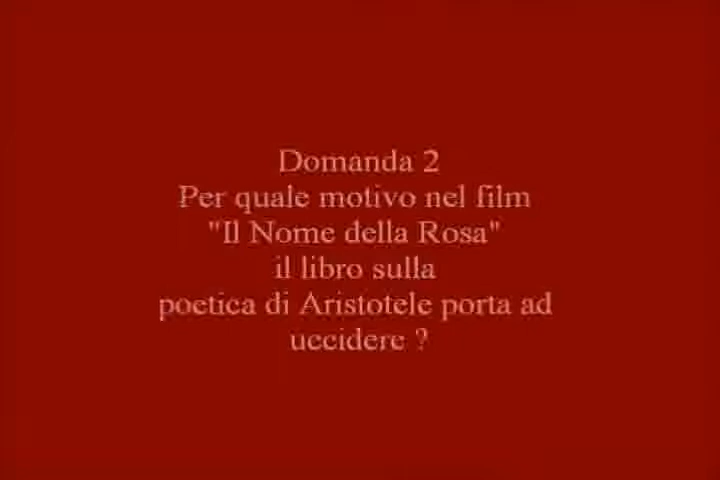 Domanda 2
Per quale motivo nel film
"Il Nome della Rosa"
il libro sulla
poetica di Aristotele porta ad
uccidere ?